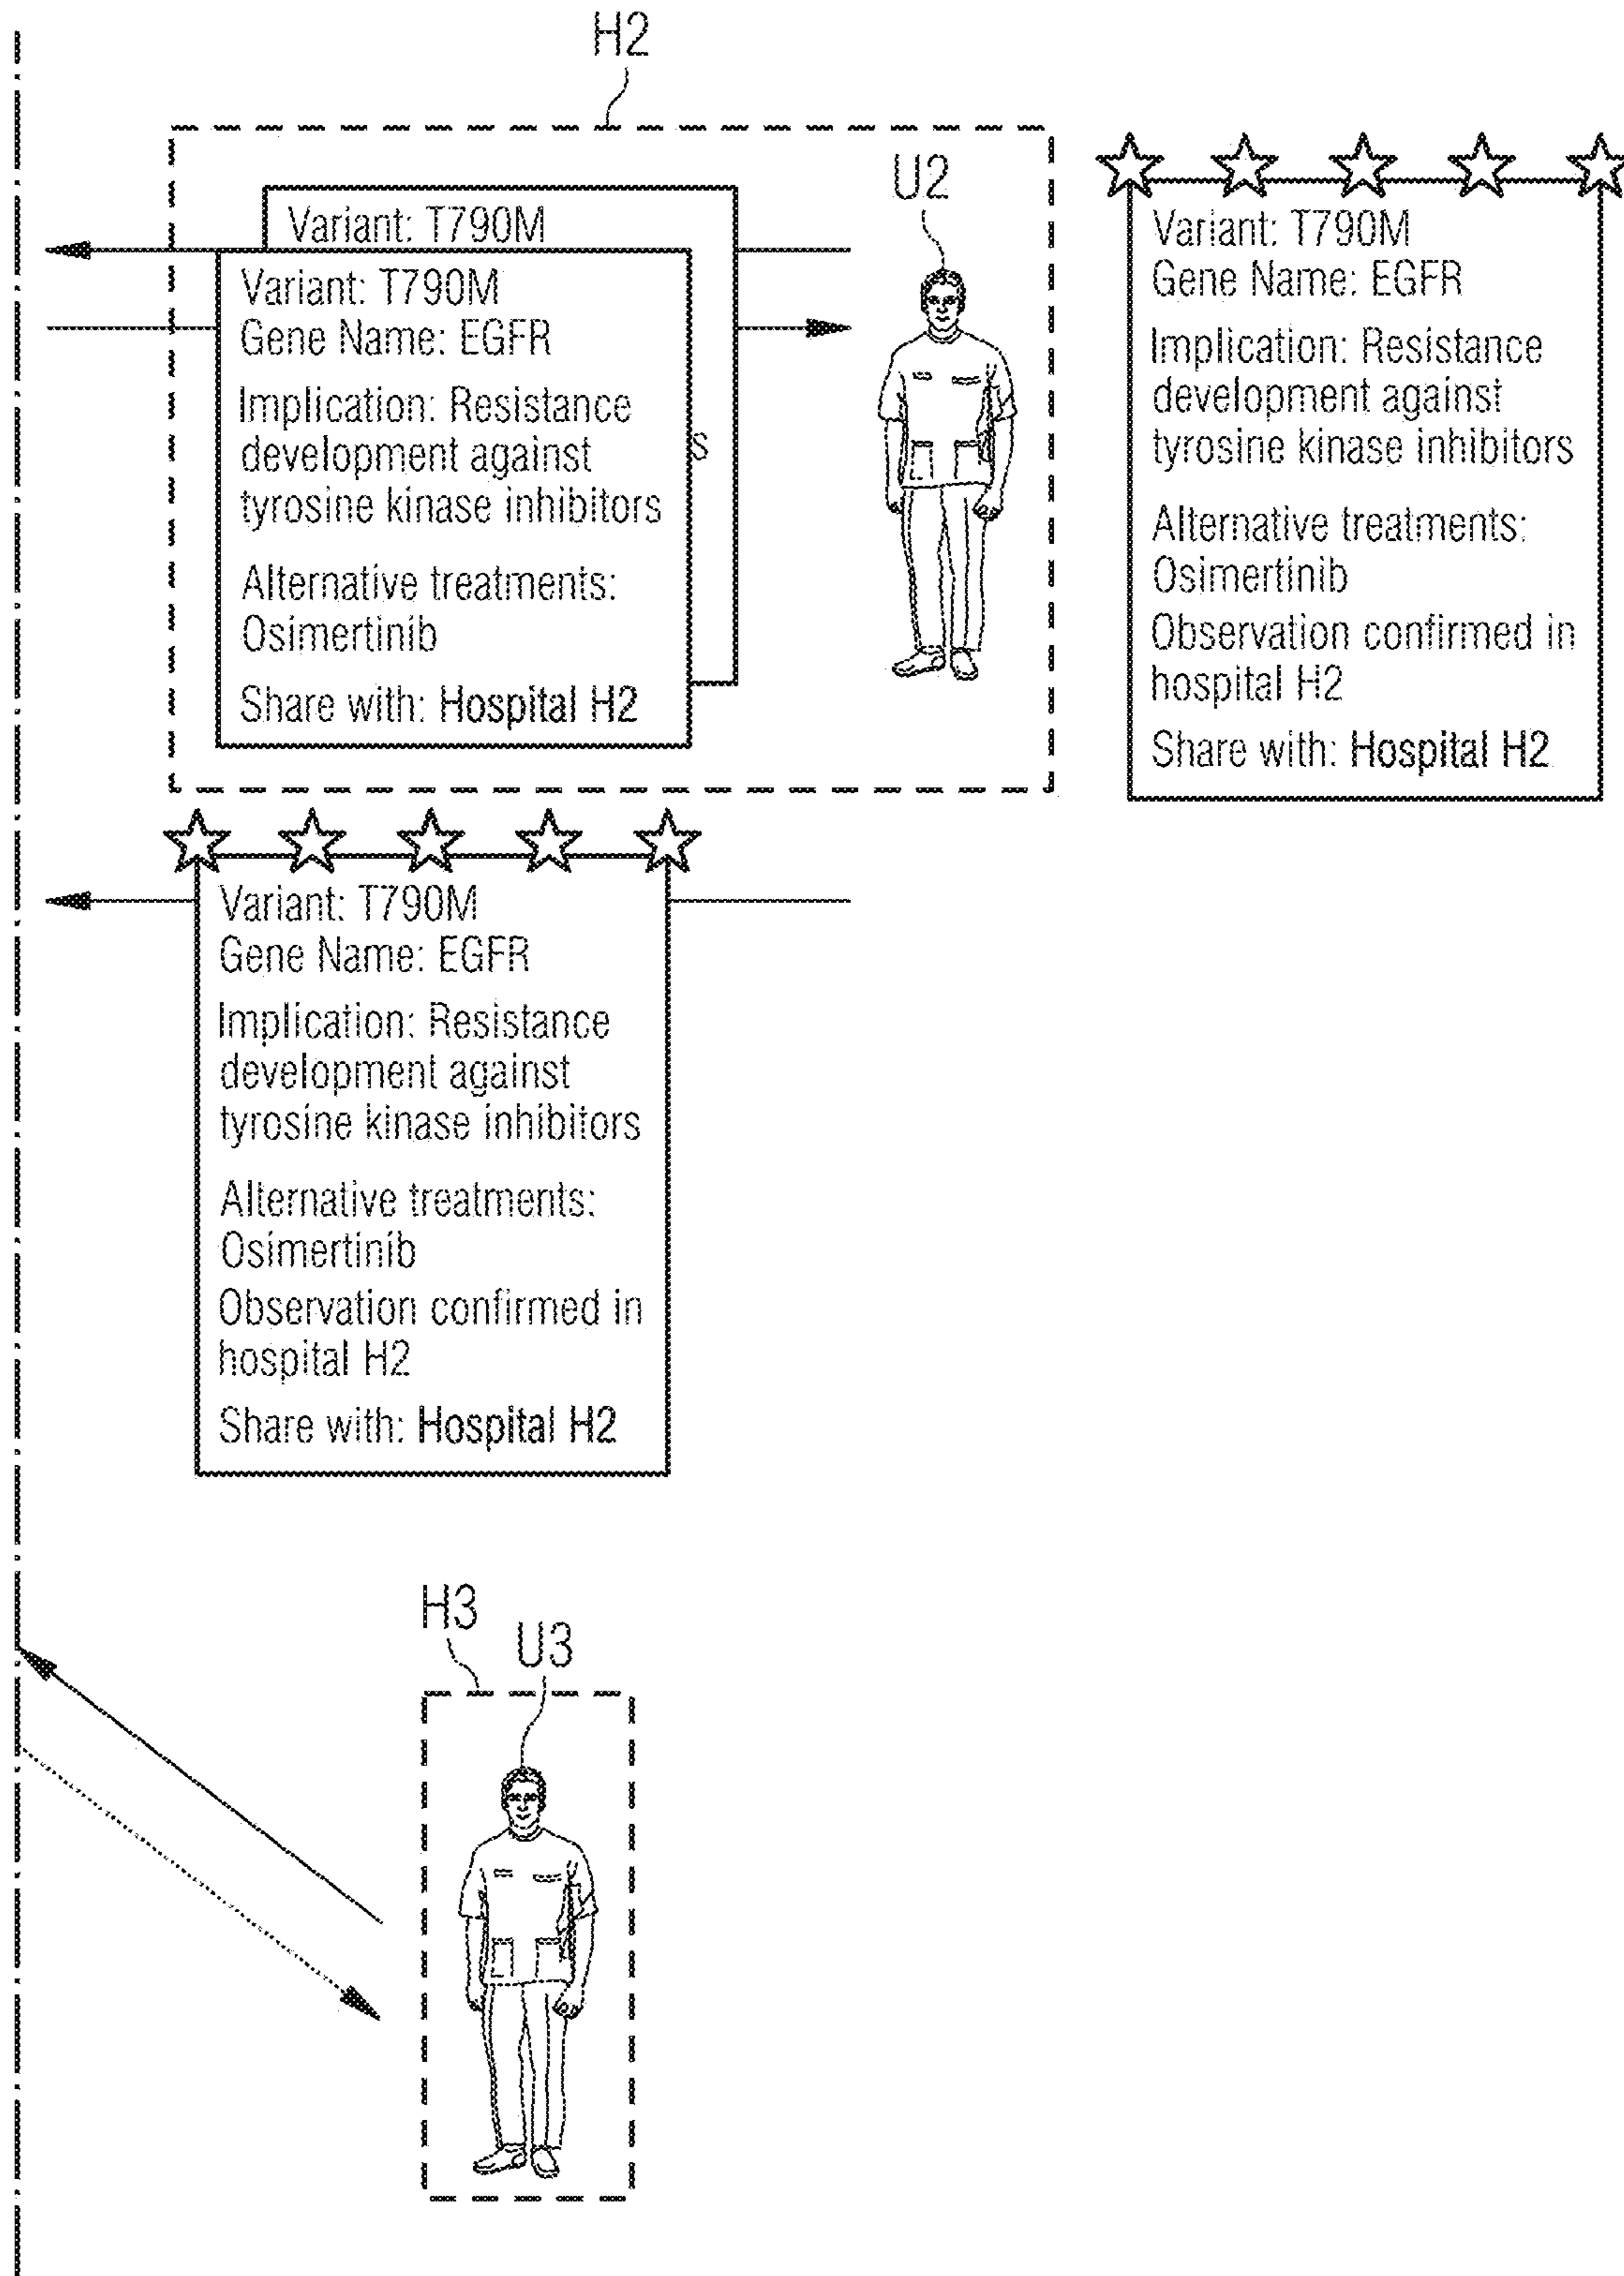 H2
U2
Variant: T790M
Variant: T790M
Gene Name: EGFR
Implication: Resistance
development against
s
tyrosine kinase inhibitors
Alternative treatments:
Osimertinib
Share with: Hospital H2
Variant: T790M
Gene Name: EGFR
Implication: Resistance
development against
tyrosine kinase inhibitors
Alternative treatments:
Osimertinib
Observation confirmed in
hospital H2
Share with: Hospital H2
Variant: T790M
Gene Name: EGFR
Implication: Resistance
development against
tyrosine kinase inhibitors
Alternative treatments:
Osimertinib
Observation confirmed in
hospital H2
Share with: Hospital H2
H3
U3